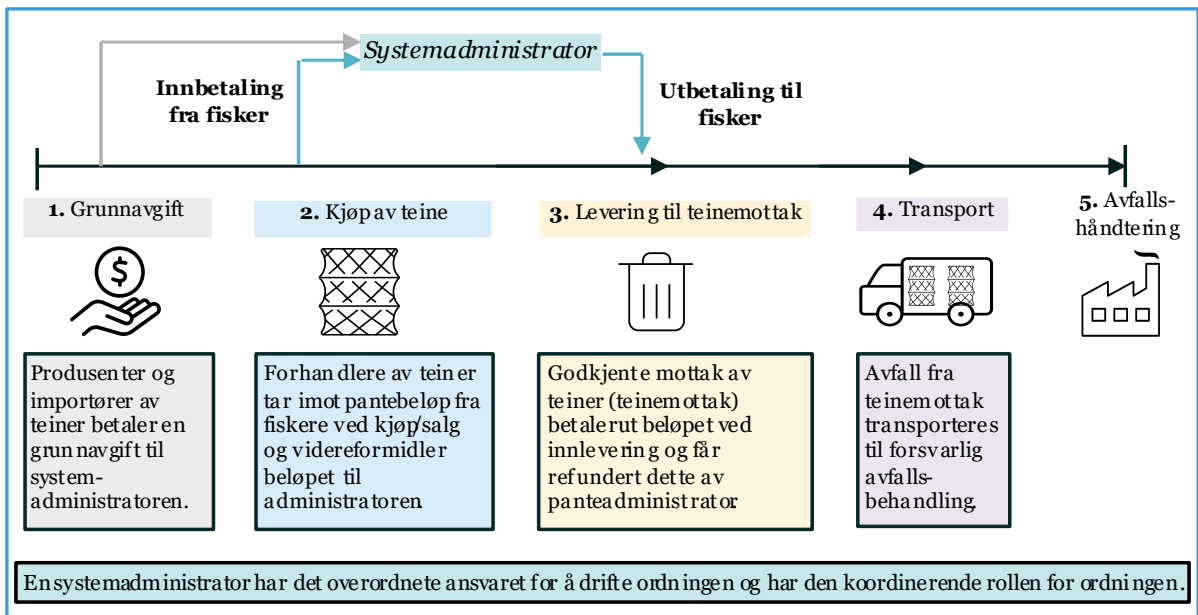 Systemadministrator
Innbetaling
fra fisker
Utbetaling til
fisker
1. Grunnavgift
2. Kjøp av teine
3. Levering til teinemottak
4. Transport
5. Avfalls-
håndtering
$
Produsenter og
importører av
teiner betaler en
grunnavgift til
system-
administratoren.
Forhandlere av teiner
tar imot pantebeløp fra
fiskere ved kjøp/salg
og videreformidler
beløpet til
administratoren.
Godkjente mottak av
teiner (teinemottak)
betaler ut beløpet ved
innlevering og får
refundert dette av
panteadministrator.
Avfall fra
teinemottak
transporteres
til forsvarlig
avfalls-
behandling.
En systemadministrator har det overordnete ansvaret for å drifte ordningen og har den koordinerende rollen for ordningen.